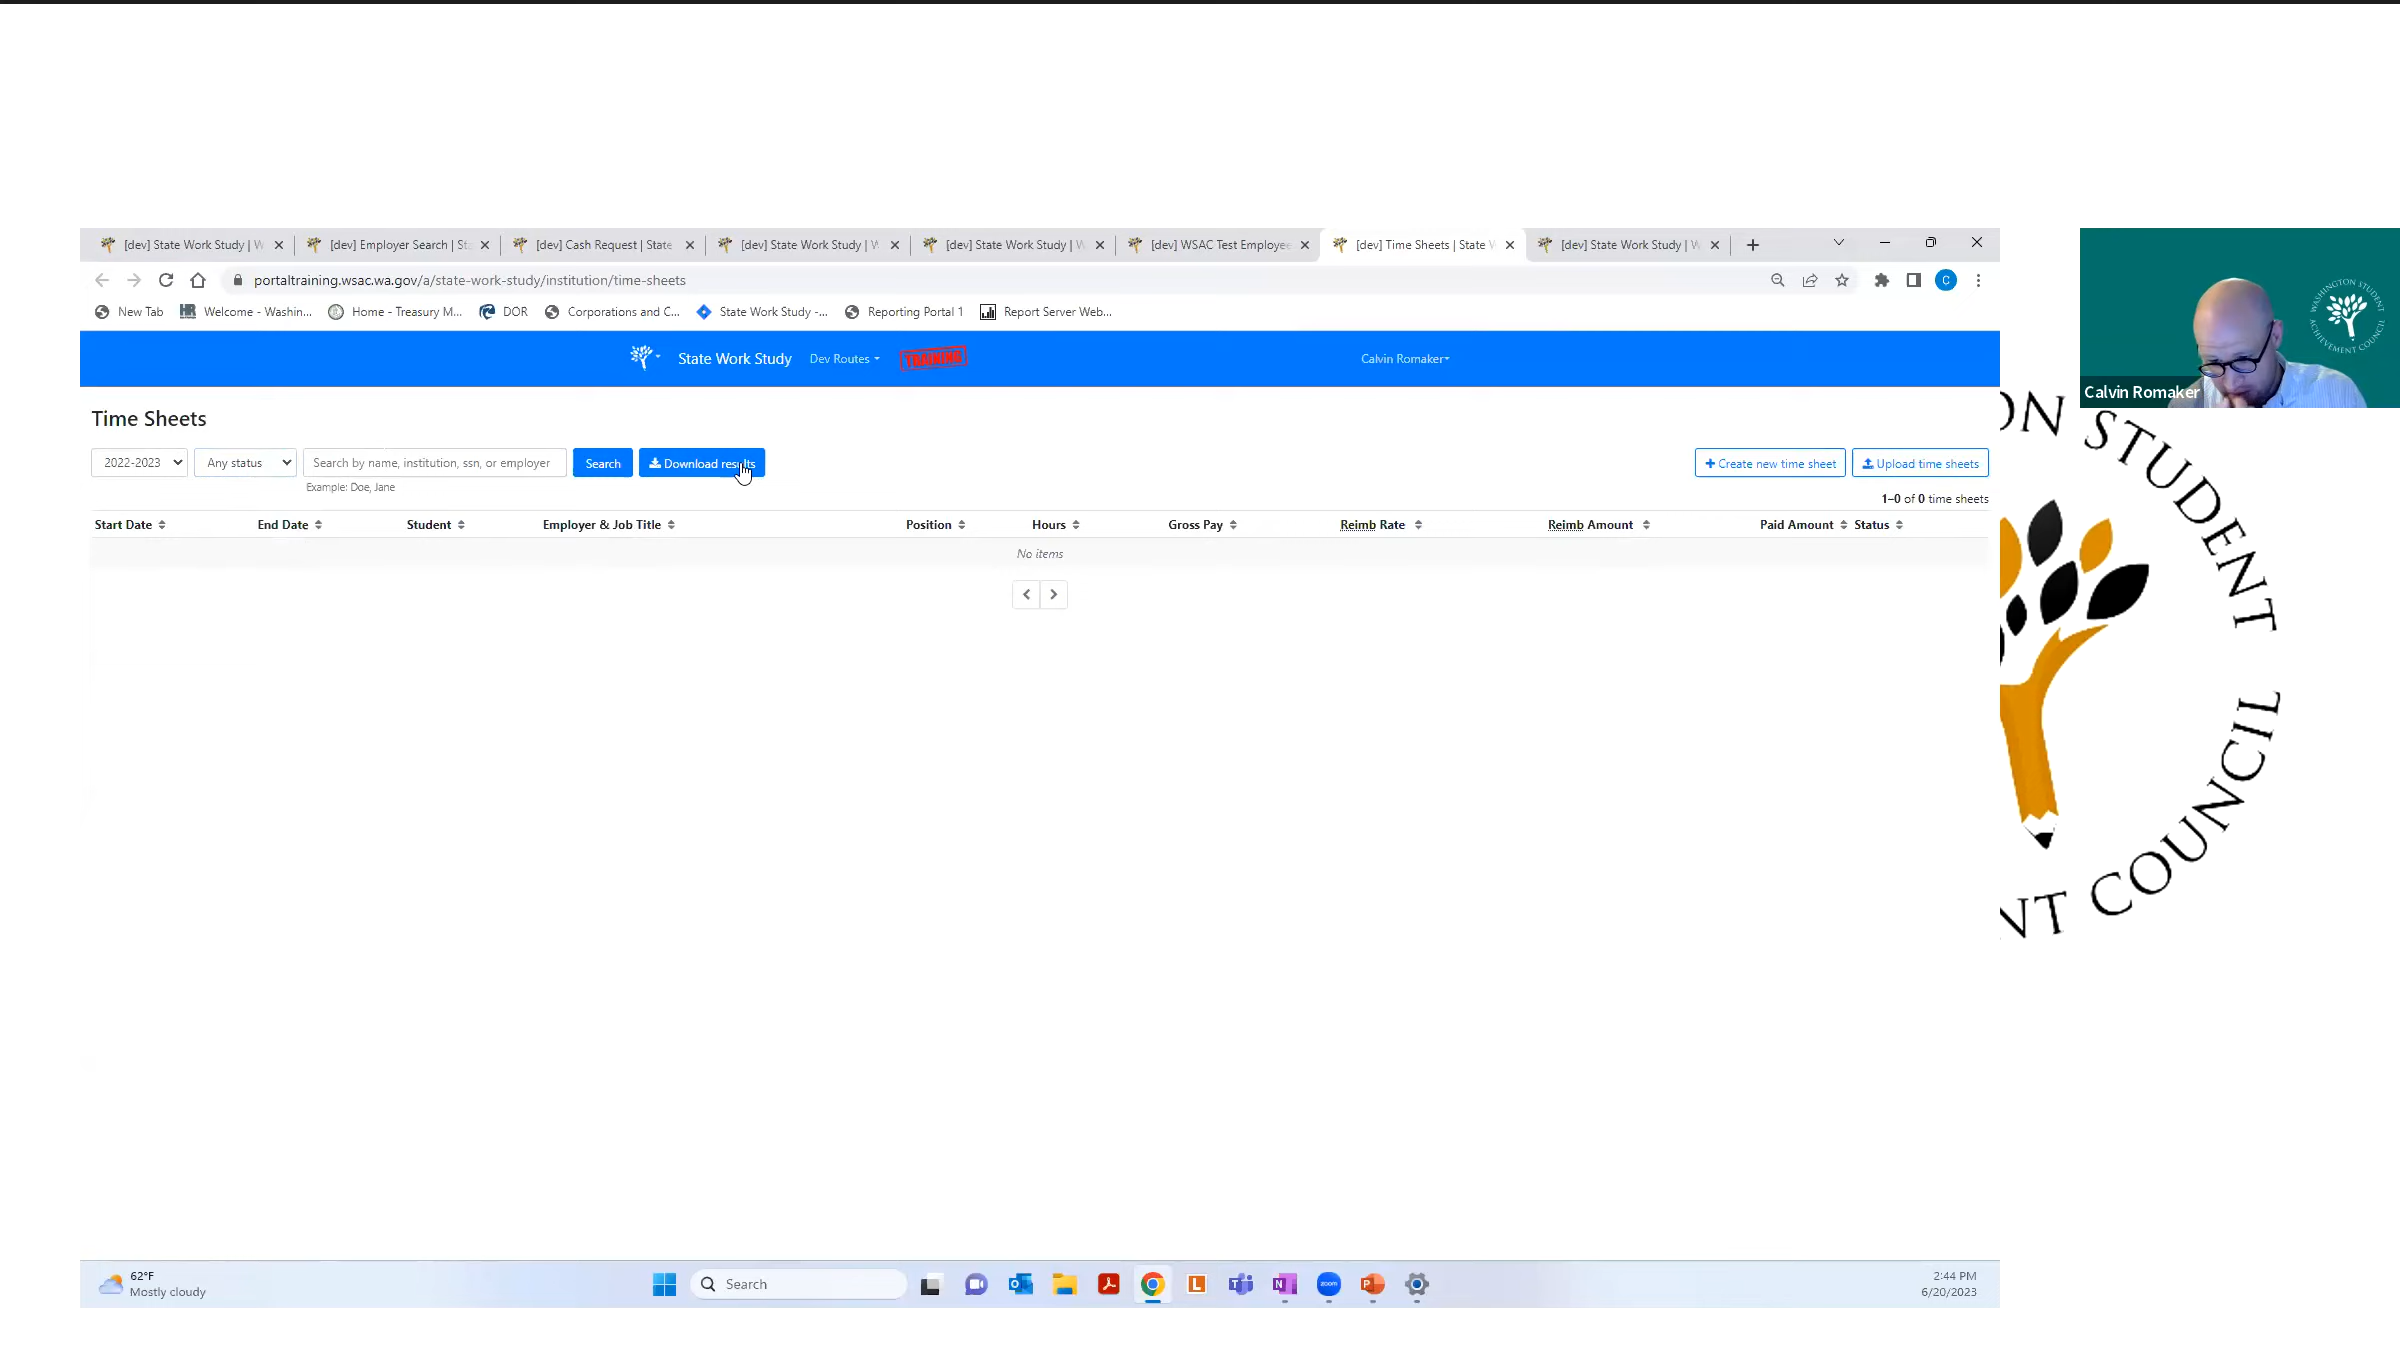 [dev] State Work Study | W
[dev] Employer Search | Sta
[dev] Cash Request | State
[dev] State Work Study | W
[dev] State Work Study | W
[dev] WSAC Test Employee
[dev] Time Sheets | State W
[dev] State Work Study | W
portaltraining.wsac.wa.gov/a/state-work-study/institution/time-sheets
C
New Tab
Welcome - Washin...
Home - Treasury M...
DOR
Corporations and C...
State Work Study -...
Reporting Portal 1
Report Server Web...
State Work Study
Dev Routes
TRAINING
Calvin Romaker
WASHINGTON STUDENT
ACHIEVEMENT COUNCIL
Calvin Romaker
Time Sheets
2022-2023
Any status
Search by name, institution, ssn, or employer
Search
Download results
Create new time sheet
Upload time sheets
Example: Doe, Jane
1–0 of 0 time sheets
Start Date
End Date
Student
Employer & Job Title
Position
Hours
Gross Pay
Reimb Rate
Reimb Amount
Paid Amount
Status
No items
ON STUDENT
NT COUNCIL
62°F
Mostly cloudy
Search
zoom
2:44 PM
6/20/2023